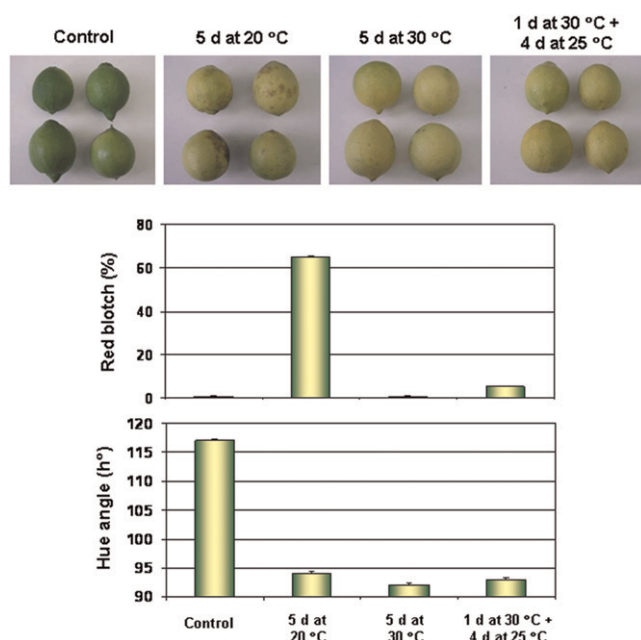 Control
5 d at 20 °C
5 d at 30 °C
1 d at 30 °C +
4 d at 25 °C
Red blotch (%)
80
60
40
20
0
Hue angle (h°)
120
115
110
105
100
95
90
Control
5 d at
20 °C
5 d at
30 °C
1 d at 30 °C +
4 d at 25 °C